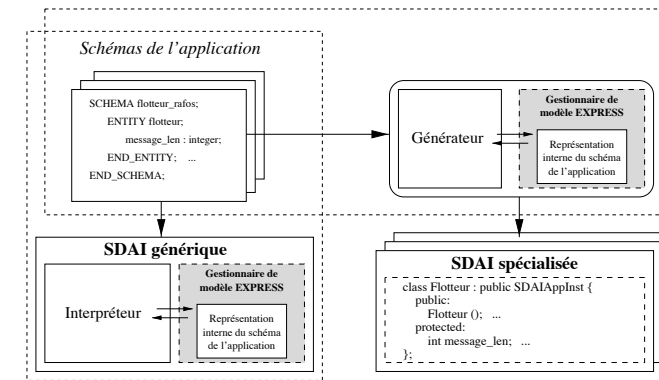 Schémas de l'application
SCHEMA flotteur_rafos;
ENTITY flotteur;
message_len : integer;
END_ENTITY; ...
END_SCHEMA;
Générateur
Gestionnaire de
modèle EXPRESS
Représentation
interne du schéma
de l'application
SDAI générique
Interpréteur
Gestionnaire de
modèle EXPRESS
Représentation
interne du schéma
de l'application
SDAI spécialisée
class Flotteur : public SDAIAppInst {
public:
Flotteur (); ...
protected:
int message_len; ...
};